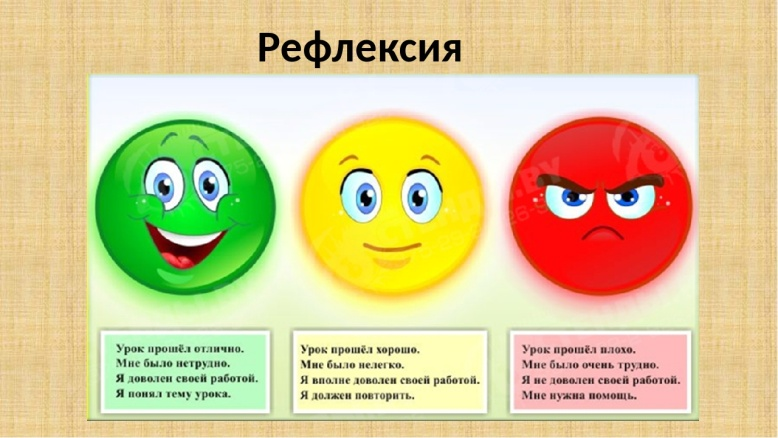 Рефлексия
Урок прошёл отлично.
Мне было нетрудно.
Я доволен своей работой.
Я понял тему урока.
Урок прошёл хорошо.
Мне было нелегко.
Я вполне доволен своей работой.
Я должен повторить.
Урок прошёл плохо.
Мне было очень трудно.
Я не доволен своей работой.
Мне нужна помощь.